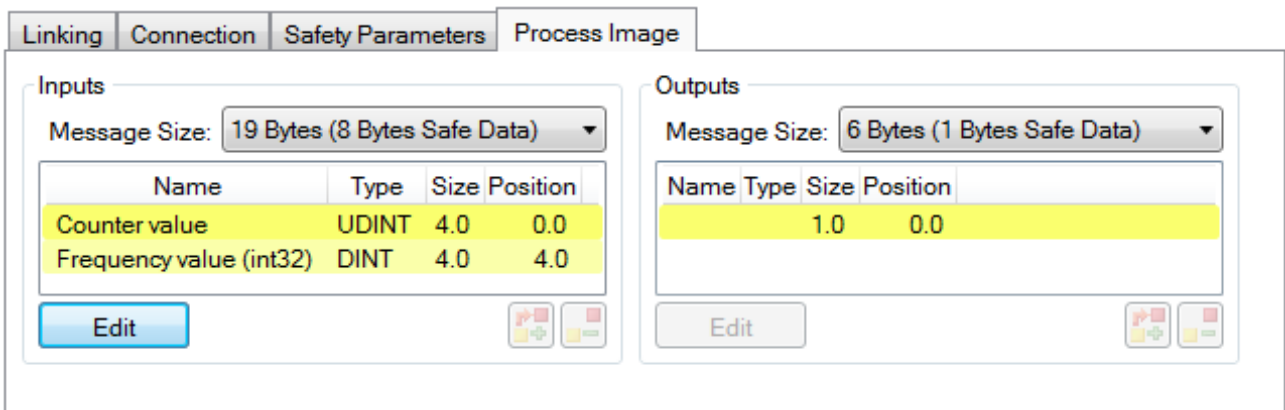 Linking Connection Safety Parameters Process Image
Inputs
Message Size: 19 Bytes (8 Bytes Safe Data)
Name Type Size Position
Counter value UDINT 4.0 0.0
Frequency value (int32) DINT 4.0 4.0
Edit
Outputs
Message Size: 6 Bytes (1 Bytes Safe Data)
Name Type Size Position
1.0 0.0
Edit